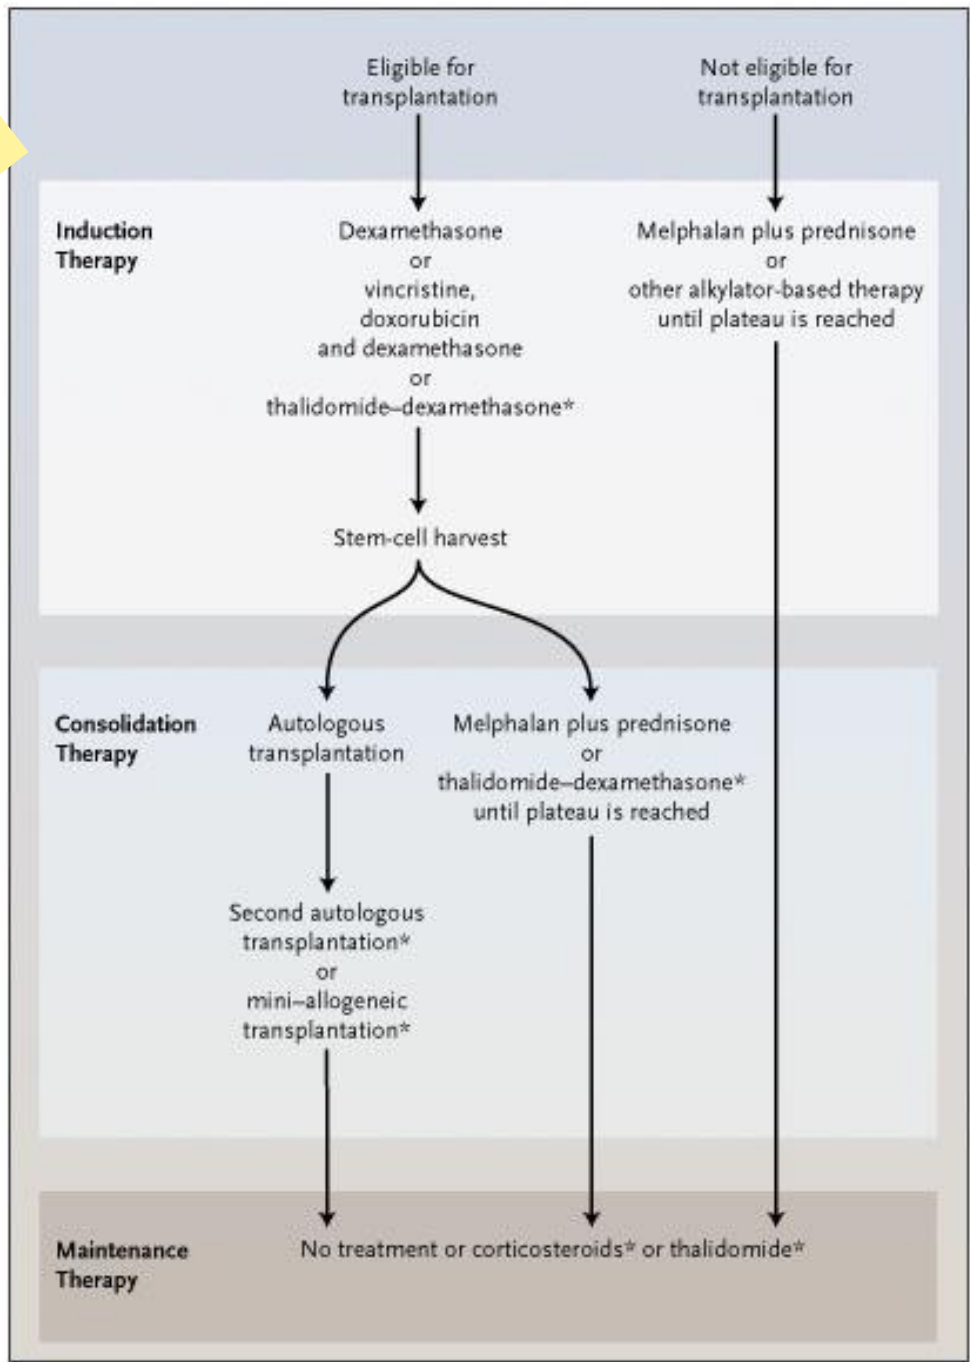 Eligible for
transplantation
Not eligible for
transplantation
Induction
Therapy
Dexamethasone
or
vincristine,
doxorubicin
and dexamethasone
or
thalidomide–dexamethasone*
Melphalan plus prednisone
or
other alkylator-based therapy
until plateau is reached
Stem-cell harvest
Consolidation
Therapy
Autologous
transplantation
Melphalan plus prednisone
or
thalidomide–dexamethasone*
until plateau is reached
Second autologous
transplantation*
or
mini–allogeneic
transplantation*
Maintenance
Therapy
No treatment or corticosteroids* or thalidomide*